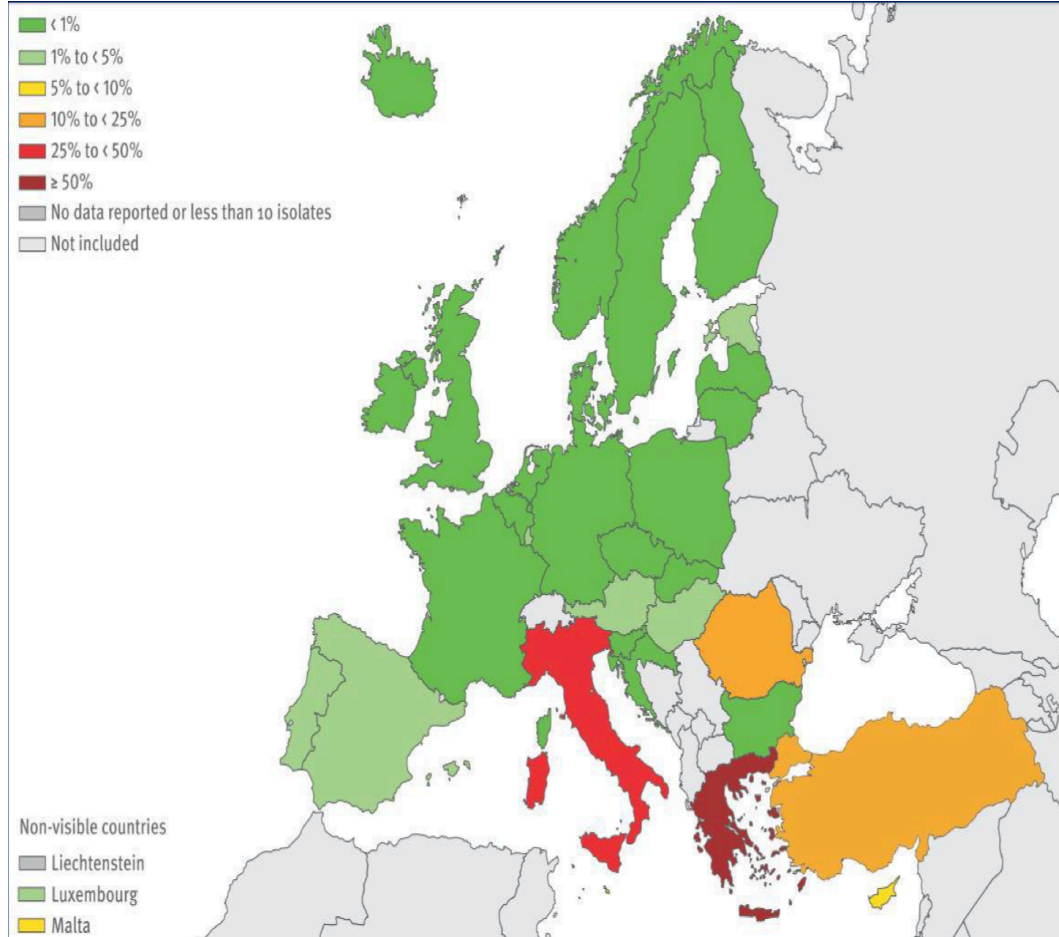 < 1%
1% to < 5%
5% to < 10%
10% to < 25%
25% to < 50%
≥ 50%
No data reported or less than 10 isolates
Not included
Non-visible countries
Liechtenstein
Luxembourg
Malta